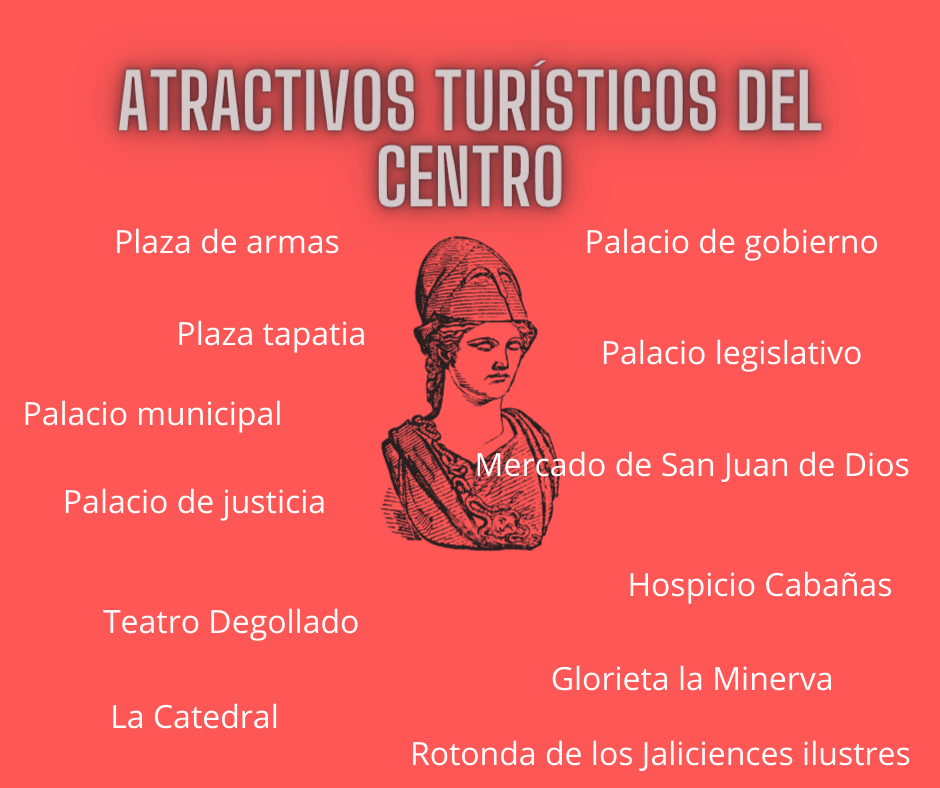 ATRACTIVOS TURÍSTICOS DEL
CENTRO
Plaza de armas
Palacio de gobierno
Plaza tapatia
Palacio legislativo
Palacio municipal
Mercado de San Juan de Dios
Palacio de justicia
Hospicio Cabañas
Teatro Degollado
Glorieta la Minerva
La Catedral
Rotonda de los Jaliciences ilustres